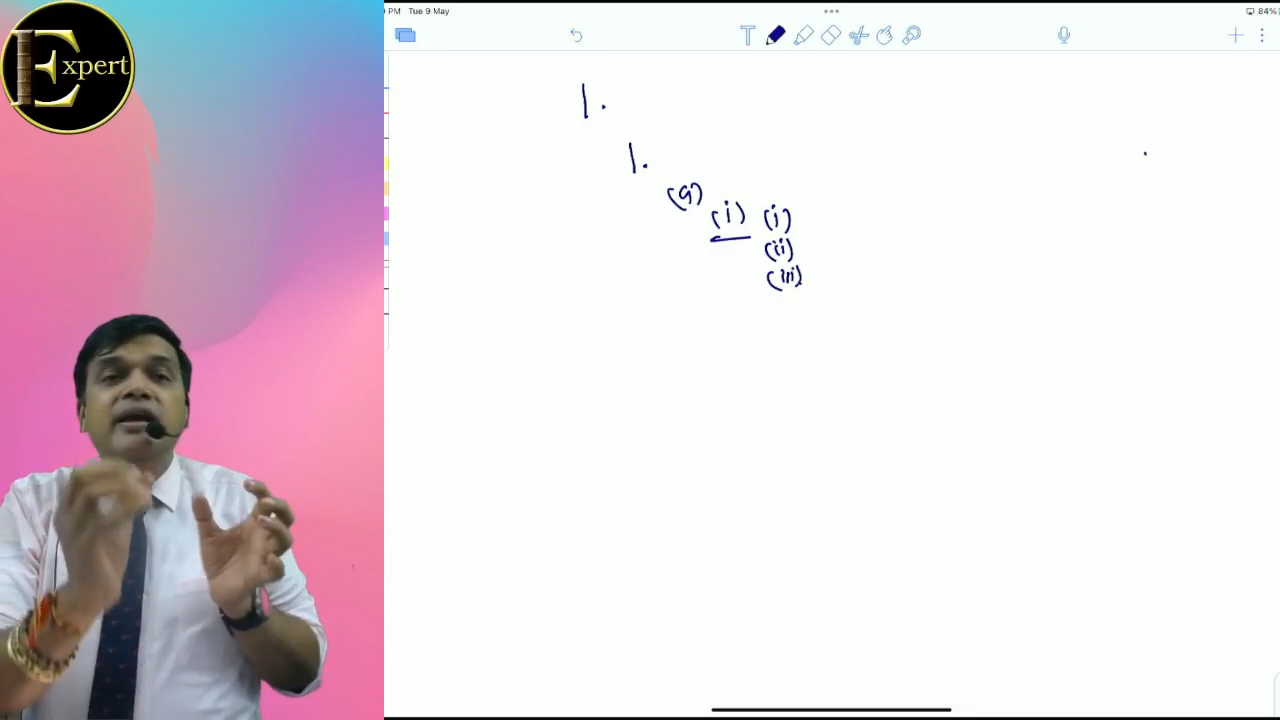 Expert
PM Tue 9 May
84%
T
1.
1.
(a)
(i) (i)
(ii)
(iii)